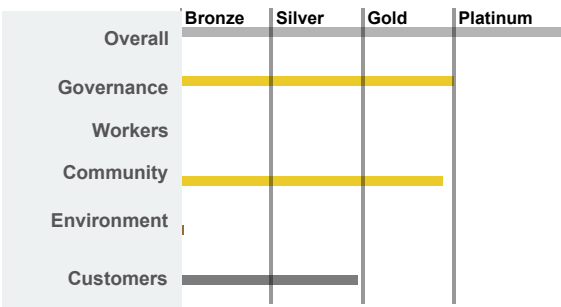 Bronze Silver Gold Platinum
Overall
Governance
Workers
Community
Environment
Customers